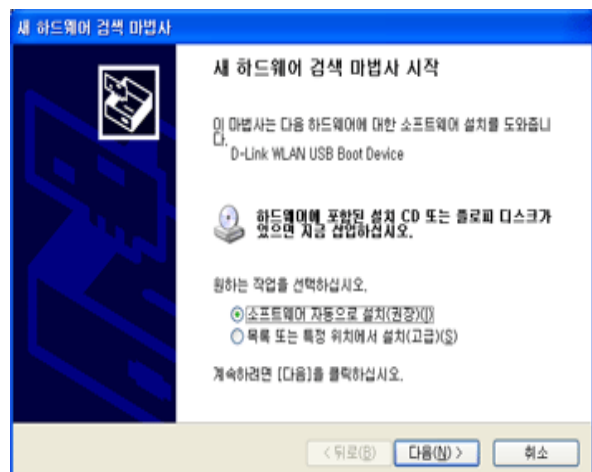 새 하드웨어 검색 마법사
새 하드웨어 검색 마법사 시작
이 마법사는 다음 하드웨어에 대한 소프트웨어 설치를 도와줍니
다.
D-Link WLAN USB Boot Device
하드웨어에 포함된 설치 CD 또는 플로피 디스크가
있으면 지금 삽입하십시오.
원하는 작업을 선택하십시오.
소프트웨어 자동으로 설치(권장)(I)
목록 또는 특정 위치에서 설치(고급)(S)
계속하려면 [다음]을 클릭하십시오.
< 뒤로(B) 다음(N) > 취소